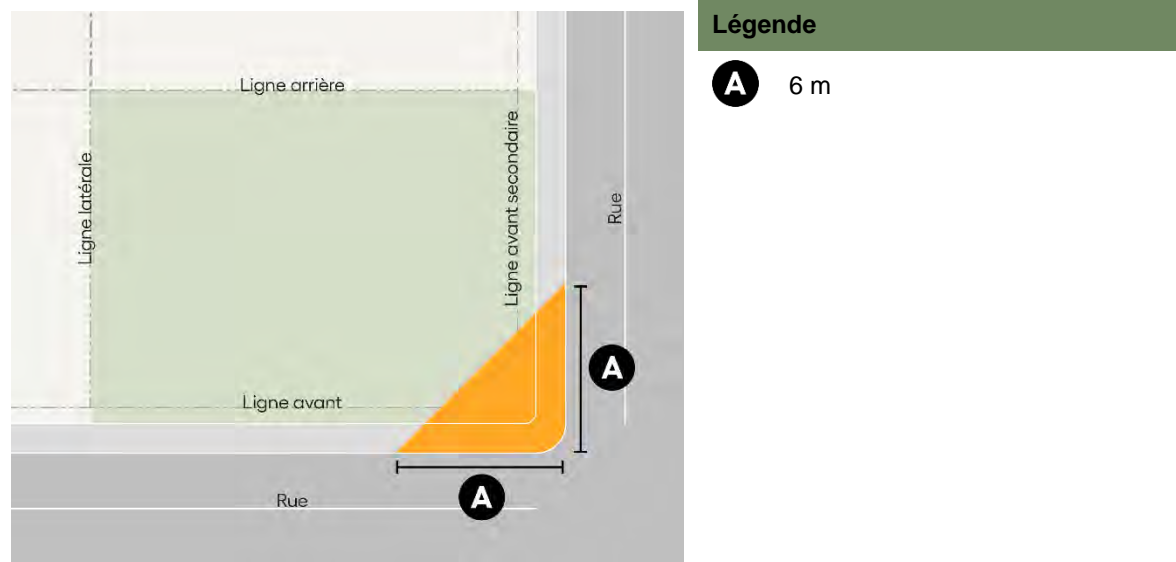 Ligne arrière
Ligne latérale
Ligne avant secondaire
Rue
Ligne avant
A
A
Rue
Légende
A 6 m